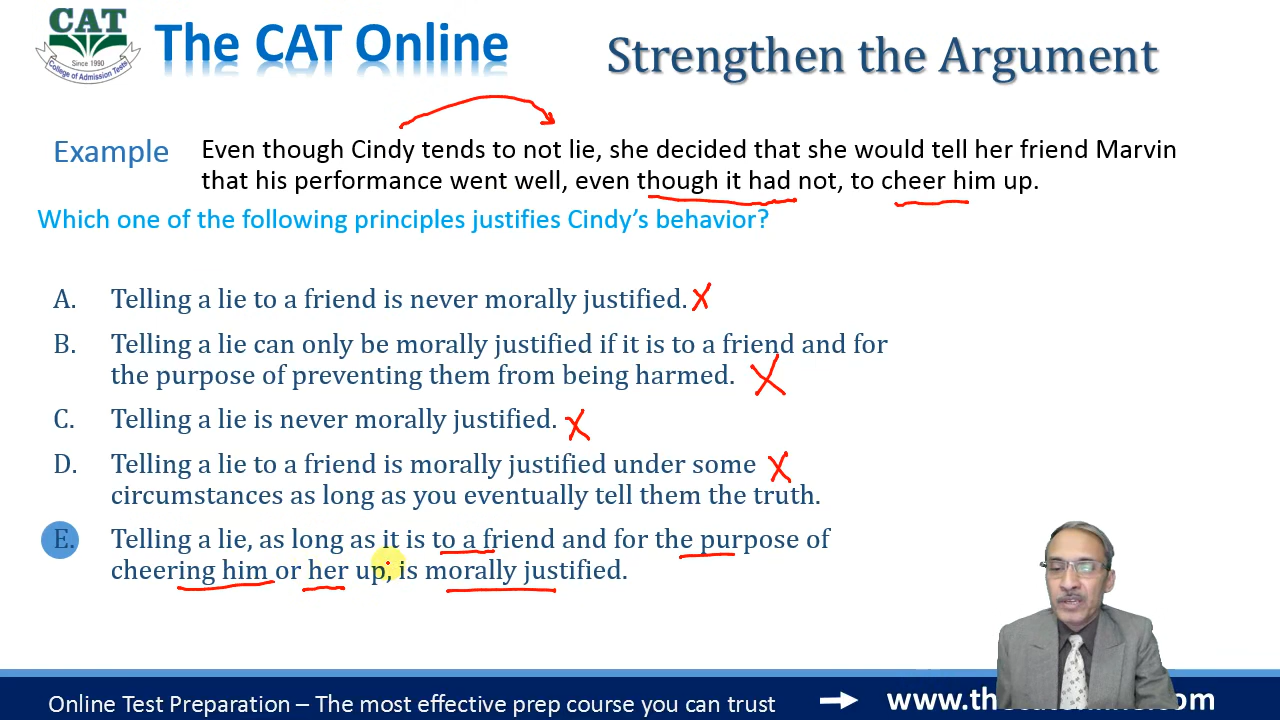 CAT
Since 1990
College of Admission Tests
The CAT Online
Strengthen the Argument
Example
Even though Cindy tends to not lie, she decided that she would tell her friend Marvin
that his performance went well, even though it had not, to cheer him up.
Which one of the following principles justifies Cindy's behavior?
A. Telling a lie to a friend is never morally justified.
B. Telling a lie can only be morally justified if it is to a friend and for
the purpose of preventing them from being harmed.
C. Telling a lie is never morally justified.
D. Telling a lie to a friend is morally justified under some
circumstances as long as you eventually tell them the truth.
E. Telling a lie, as long as it is to a friend and for the purpose of
cheering him or her up, is morally justified.
Online Test Preparation – The most effective prep course you can trust